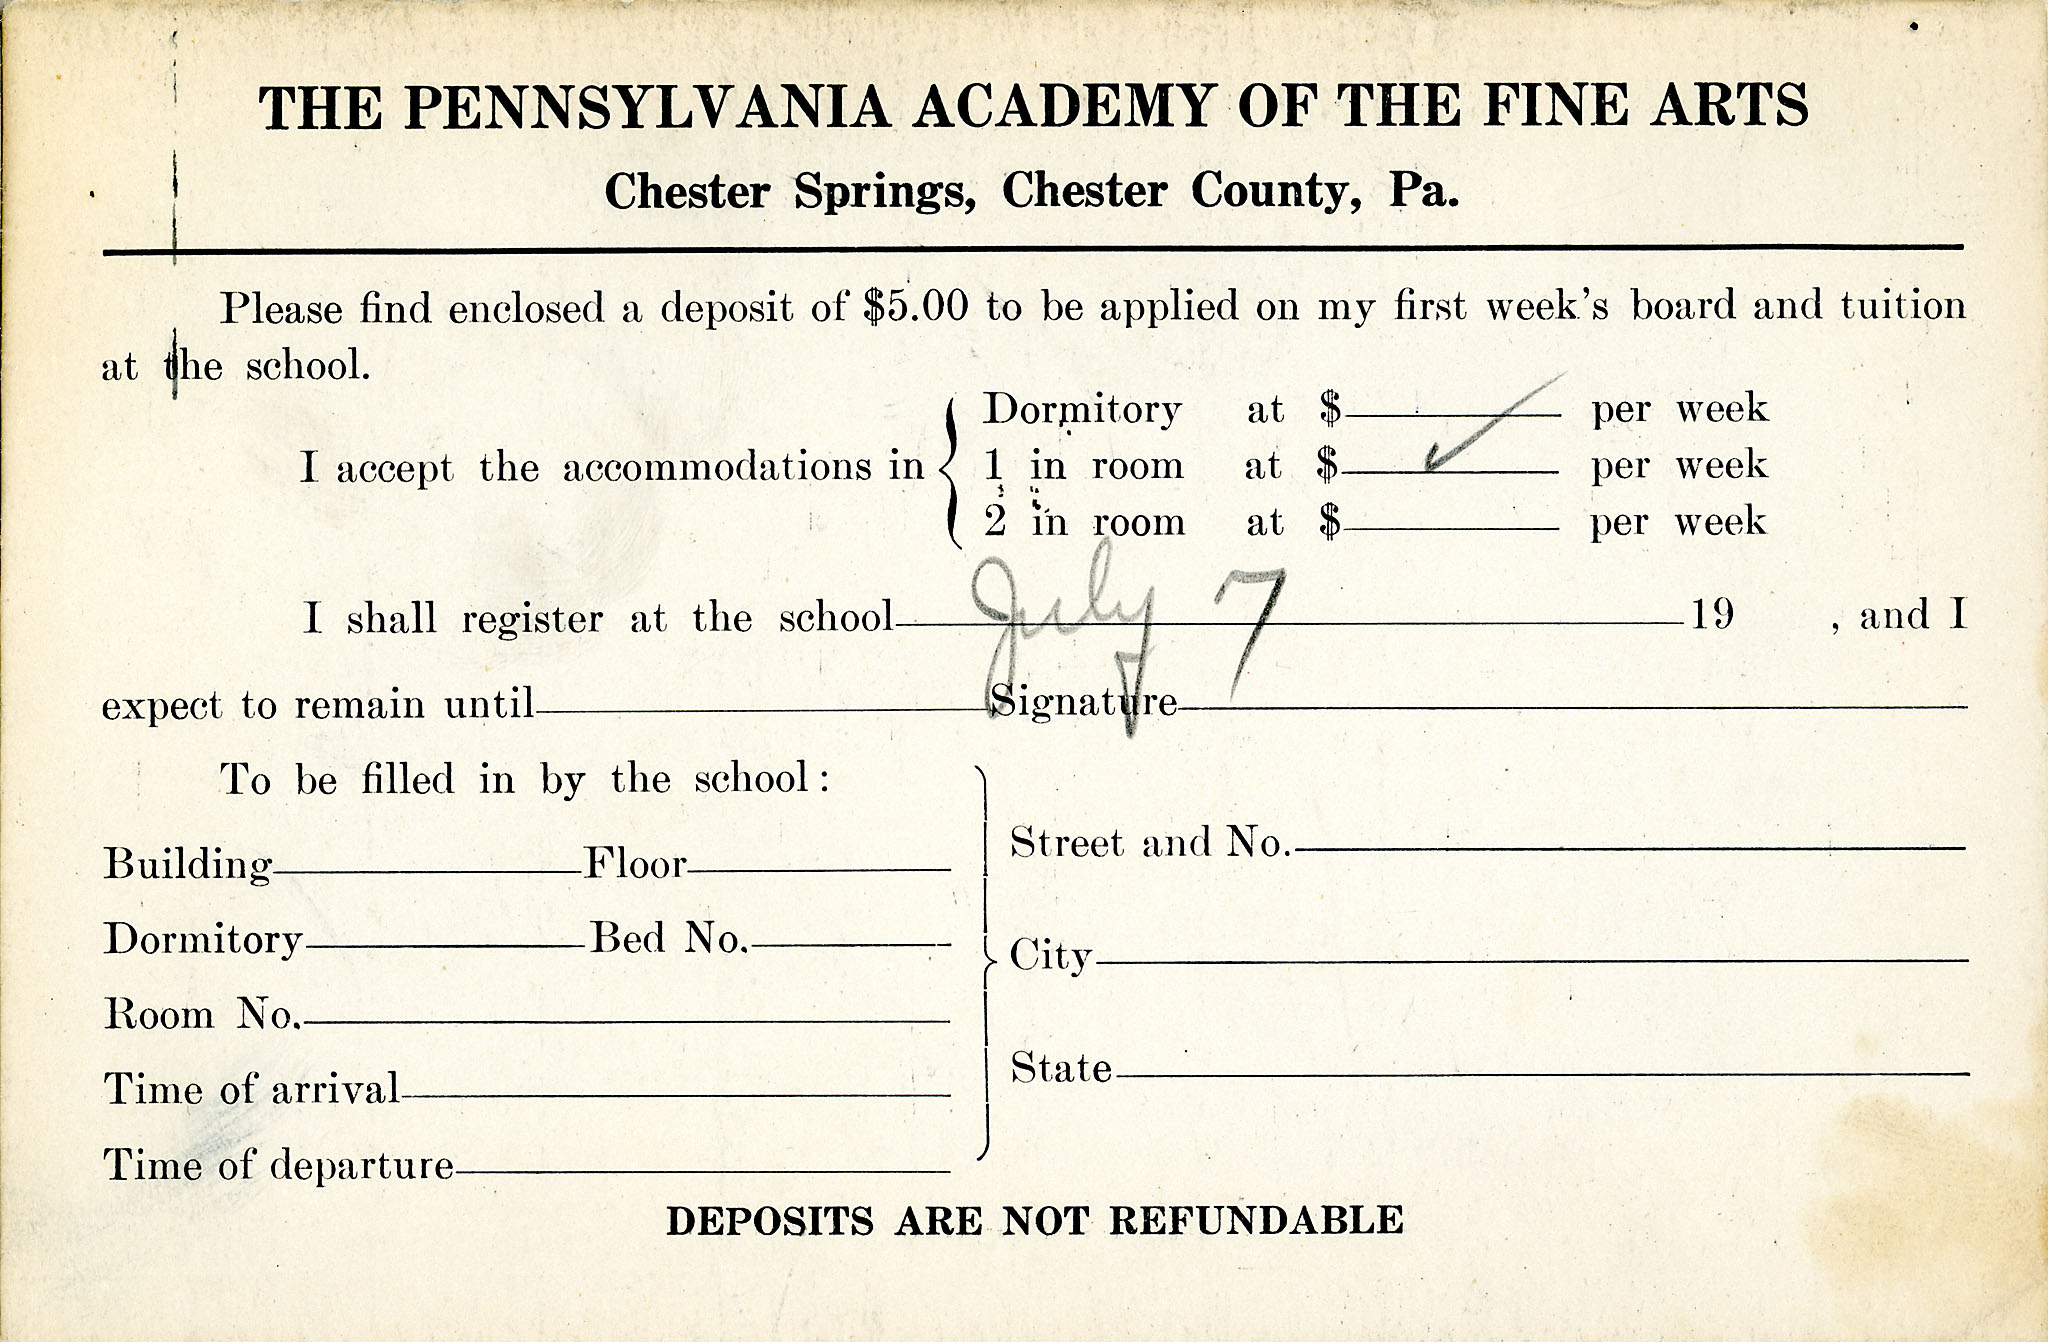 THE PENNSYLVANIA ACADEMY OF THE FINE ARTS
Chester Springs, Chester County, Pa.
Please find enclosed a deposit of $5.00 to be applied on my first week's board and tuition
at the school.
I accept the accommodations in
Dormitory at $ per week
1 in room at $ ✓ per week
2 in room at $ per week
I shall register at the school July 7 19 , and I
expect to remain until Signature
To be filled in by the school:
Building Floor
Dormitory Bed No.
Room No.
Time of arrival
Time of departure
Street and No.
City
State
DEPOSITS ARE NOT REFUNDABLE